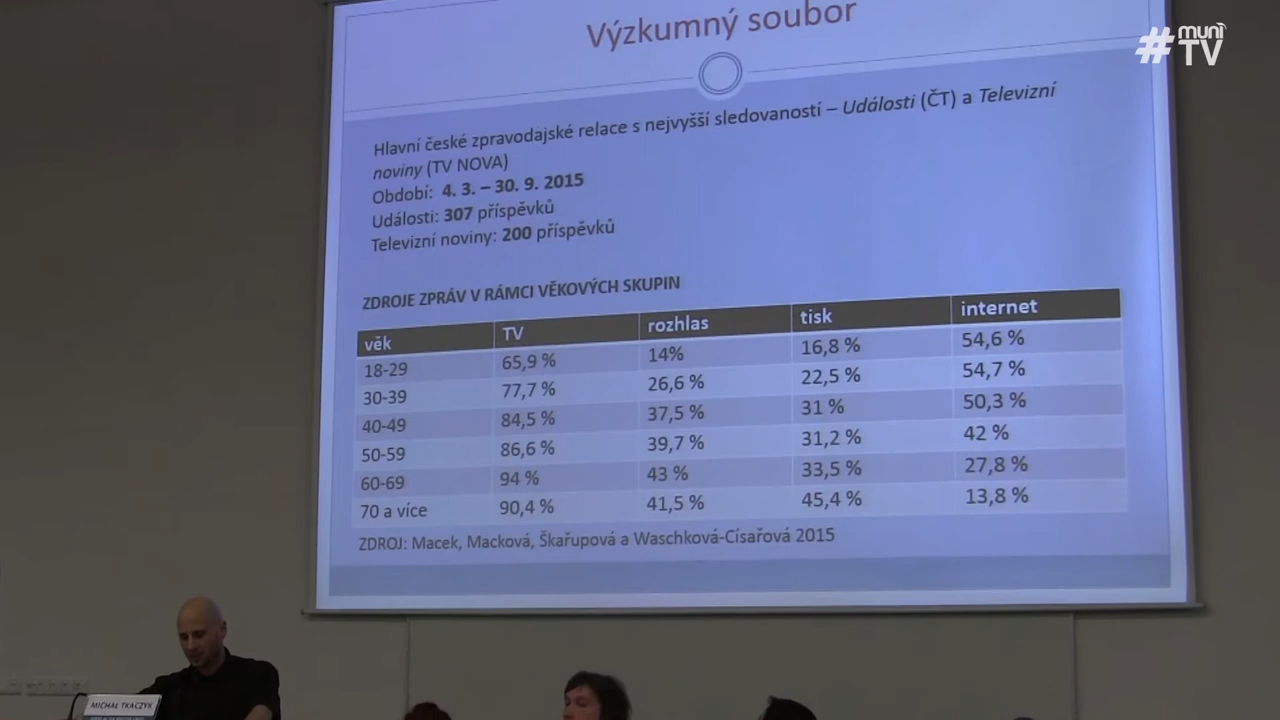 Výzkumný soubor
#muni TV
Hlavní české zpravodajské relace s nejvyšší sledovaností – Události (ČT) a Televizní
noviny (TV NOVA)
Období: 4. 3. – 30. 9. 2015
Události: 307 příspěvků
Televizní noviny: 200 příspěvků
ZDROJE ZPRÁV V RÁMCI VĚKOVÝCH SKUPIN
věk TV rozhlas tisk internet
18-29 65,9 % 14% 16,8 % 54,6 %
30-39 77,7 % 26,6 % 22,5 % 54,7 %
40-49 84,5 % 37,5 % 31 % 50,3 %
50-59 86,6 % 39,7 % 31,2 % 42 %
60-69 94 % 43 % 33,5 % 27,8 %
70 a více 90,4 % 41,5 % 45,4 % 13,8 %
ZDROJ: Macek, Macková, Škařupová a Waschková-Císařová 2015
MICHAL TKACZYK